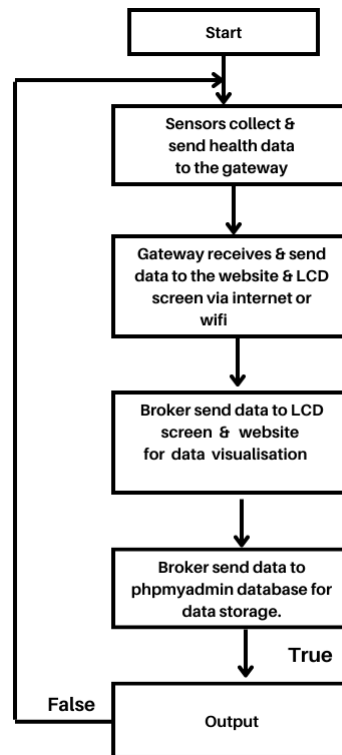 Start
Sensors collect &
send health data
to the gateway
Gateway receives & send
data to the website & LCD
screen via internet or
wifi
Broker send data to LCD
screen & website
for data visualisation
Broker send data to
phpmyadmin database for
data storage.
True
False
Output